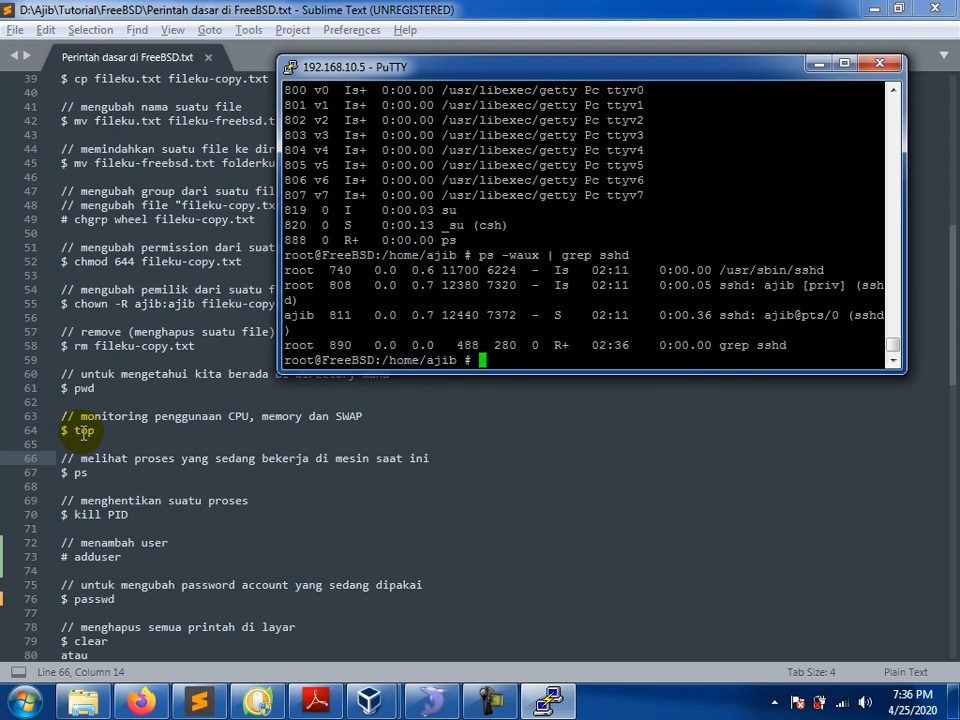 D:\Ajib\Tutorial\FreeBSD\Perintah dasar di FreeBSD.txt - Sublime Text (UNREGISTERED)
File Edit Selection Find View Goto Tools Project Preferences Help
Perintah dasar di FreeBSD.txt
39 $ cp fileku.txt fileku-copy.txt
40
41 // mengubah nama suatu file
42 $ mv fileku.txt fileku-freebsd.t
43
44 // memindahkan suatu file ke dir
45 $ mv fileku-freebsd.txt folderku
46
47 // mengubah group dari suatu fil
48 // mengubah file "fileku-copy.tx
49 # chgrp wheel fileku-copy.txt
50
51 // mengubah permission dari suat
52 $ chmod 644 fileku-copy.txt
53
54 // mengubah pemilik dari suatu f
55 $ chown -R ajib:ajib fileku-copy
56
57 // remove (menghapus suatu file)
58 $ rm fileku-copy.txt
59
60 // untuk mengetahui kita berada di directory mana
61 $ pwd
62
63 // monitoring penggunaan CPU, memory dan SWAP
64 $ top
65
66 // melihat proses yang sedang bekerja di mesin saat ini
67 $ ps
68
69 // menghentikan suatu proses
70 $ kill PID
71
72 // menambah user
73 # adduser
74
75 // untuk mengubah password account yang sedang dipakai
76 $ passwd
77
78 // menghapus semua printah di layar
79 $ clear
80 atau
192.168.10.5 - PuTTY
800 v0 Is+ 0:00.00 /usr/libexec/getty Pc ttyv0
801 v1 Is+ 0:00.00 /usr/libexec/getty Pc ttyv1
802 v2 Is+ 0:00.00 /usr/libexec/getty Pc ttyv2
803 v3 Is+ 0:00.00 /usr/libexec/getty Pc ttyv3
804 v4 Is+ 0:00.00 /usr/libexec/getty Pc ttyv4
805 v5 Is+ 0:00.00 /usr/libexec/getty Pc ttyv5
806 v6 Is+ 0:00.00 /usr/libexec/getty Pc ttyv6
807 v7 Is+ 0:00.00 /usr/libexec/getty Pc ttyv7
819 0 I 0:00.03 su
820 0 S 0:00.13 _su (csh)
888 0 R+ 0:00.00 ps
root@FreeBSD:/home/ajib # ps -waux | grep sshd
root 740 0.0 0.6 11700 6224 - Is 02:11 0:00.00 /usr/sbin/sshd
root 808 0.0 0.7 12380 7320 - Is 02:11 0:00.05 sshd: ajib [priv] (ssh
d)
ajib 811 0.0 0.7 12440 7372 - S 02:11 0:00.36 sshd: ajib@pts/0 (sshd
)
root 890 0.0 0.0 488 280 0 R+ 02:36 0:00.00 grep sshd
root@FreeBSD:/home/ajib #
Line 66, Column 14
Tab Size: 4 Plain Text
7:36 PM
4/25/2020